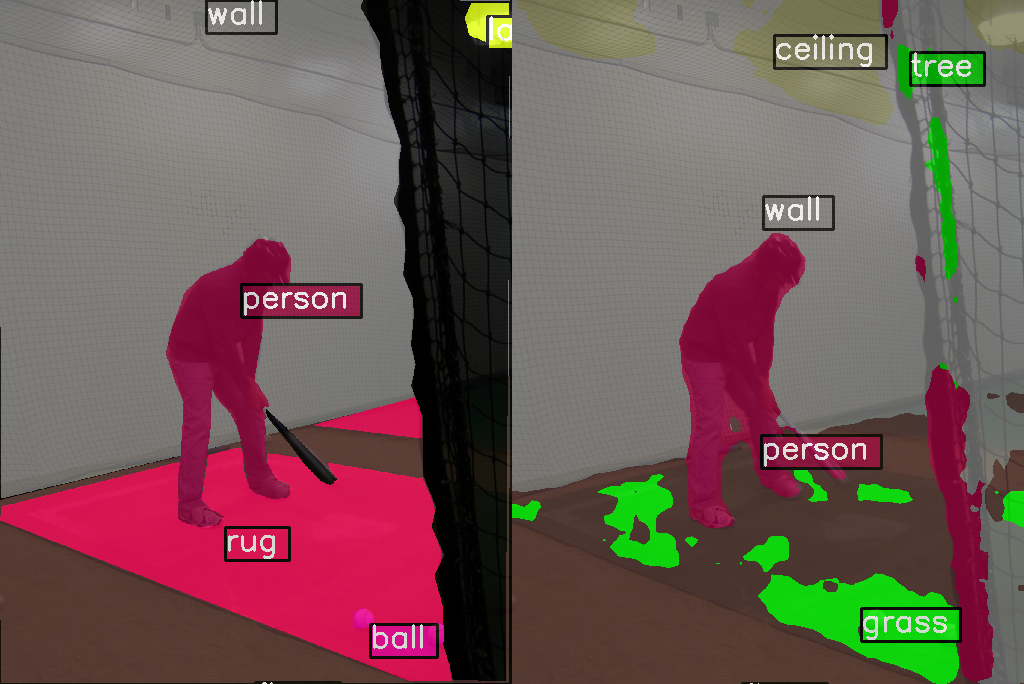 wall
person
rug
ball
ceiling
tree
wall
person
grass